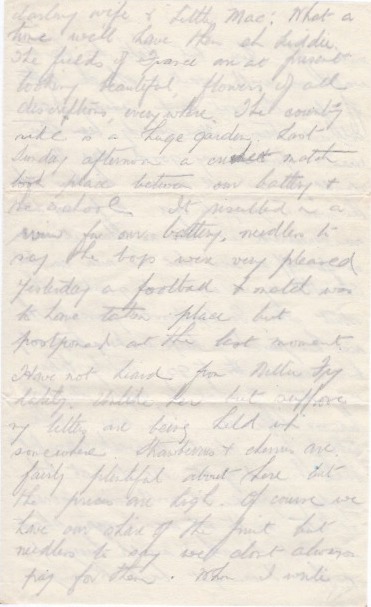 darling wife & "Little Mac". What a
time we'll have then eh kiddie.
The fields of France are at present
looking beautiful, flowers of all
descriptions everywhere. The country
side is a huge garden. Last
Sunday afternoon a cricket match
took place between our battery &
the school. It resulted in a
win for our battery, needless to
say the boys were very pleased
Yesterday a football match was
to have taken place but
postponed at the last moment.
Have not heard from Nellie
lately unlike her but suppose
my letters are being held up
somewhere. Strawberries & cherries are
fairly plentiful about here but
the prices are high. Of course we
have our share of the fruit but
needless to say we dont always
pay for them. When I write